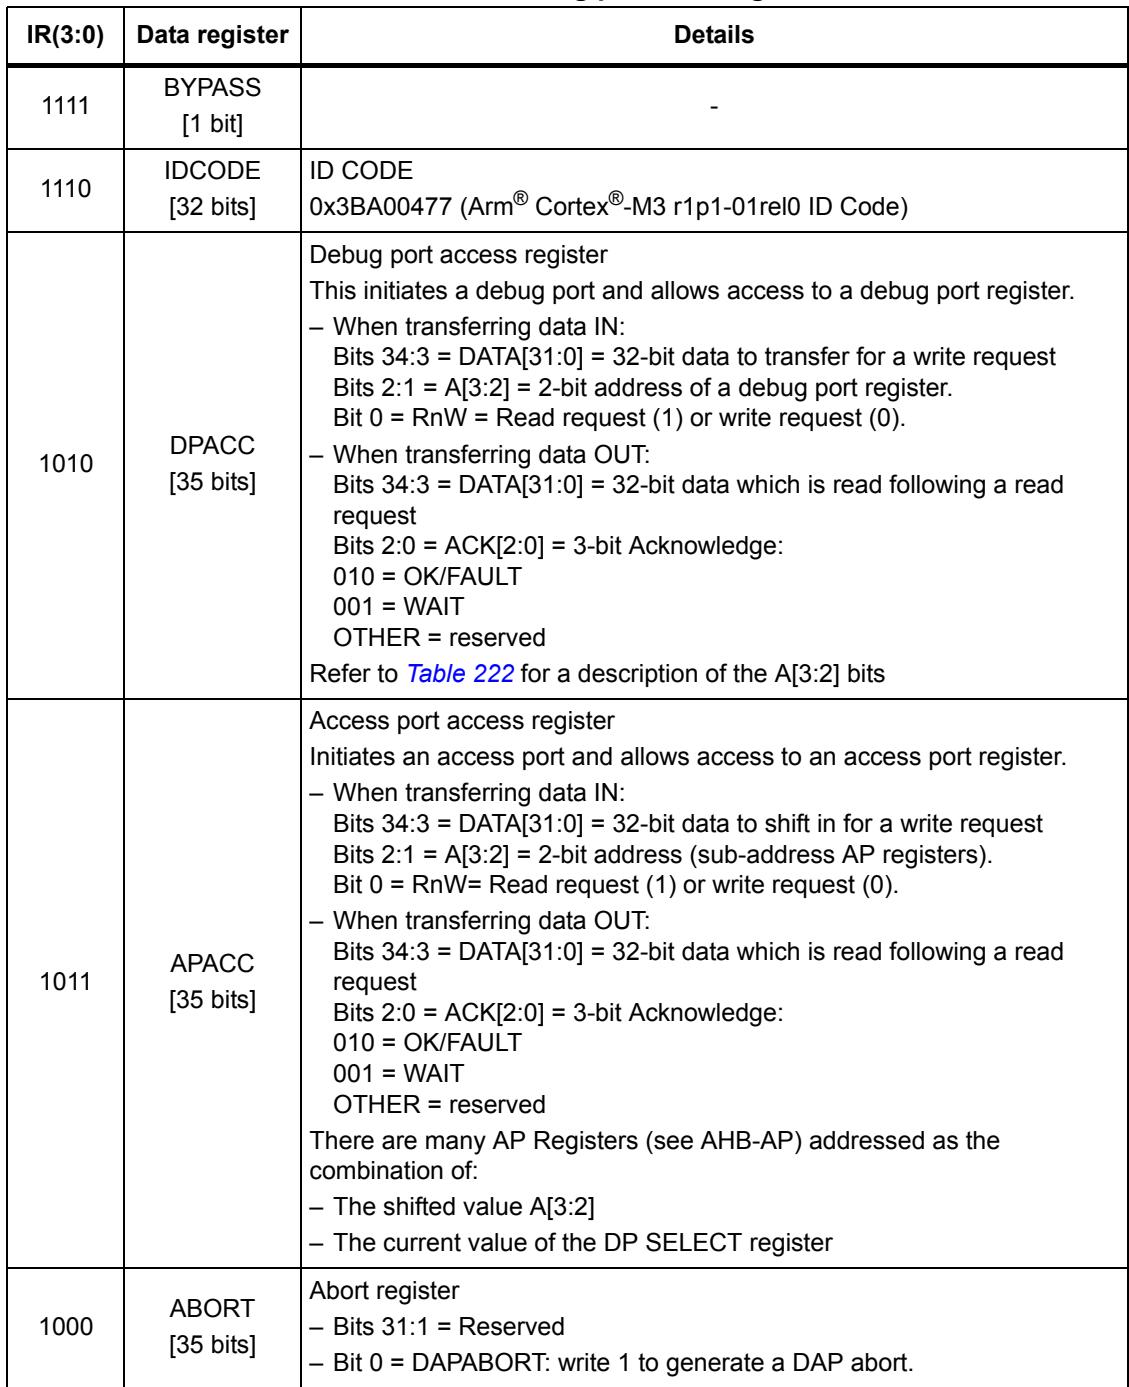 IR(3:0) Data register Details
1111 BYPASS [1 bit] -
1110 IDCODE [32 bits] ID CODE
0x3BA00477 (Arm® Cortex®-M3 r1p1-01rel0 ID Code)
1010 DPACC [35 bits] Debug port access register
This initiates a debug port and allows access to a debug port register.
– When transferring data IN:
Bits 34:3 = DATA[31:0] = 32-bit data to transfer for a write request
Bits 2:1 = A[3:2] = 2-bit address of a debug port register.
Bit 0 = RnW = Read request (1) or write request (0).
– When transferring data OUT:
Bits 34:3 = DATA[31:0] = 32-bit data which is read following a read
request
Bits 2:0 = ACK[2:0] = 3-bit Acknowledge:
010 = OK/FAULT
001 = WAIT
OTHER = reserved
Refer to Table 222 for a description of the A[3:2] bits
1011 APACC [35 bits] Access port access register
Initiates an access port and allows access to an access port register.
– When transferring data IN:
Bits 34:3 = DATA[31:0] = 32-bit data to shift in for a write request
Bits 2:1 = A[3:2] = 2-bit address (sub-address AP registers).
Bit 0 = RnW= Read request (1) or write request (0).
– When transferring data OUT:
Bits 34:3 = DATA[31:0] = 32-bit data which is read following a read
request
Bits 2:0 = ACK[2:0] = 3-bit Acknowledge:
010 = OK/FAULT
001 = WAIT
OTHER = reserved
There are many AP Registers (see AHB-AP) addressed as the
combination of:
– The shifted value A[3:2]
– The current value of the DP SELECT register
1000 ABORT [35 bits] Abort register
– Bits 31:1 = Reserved
– Bit 0 = DAPABORT: write 1 to generate a DAP abort.